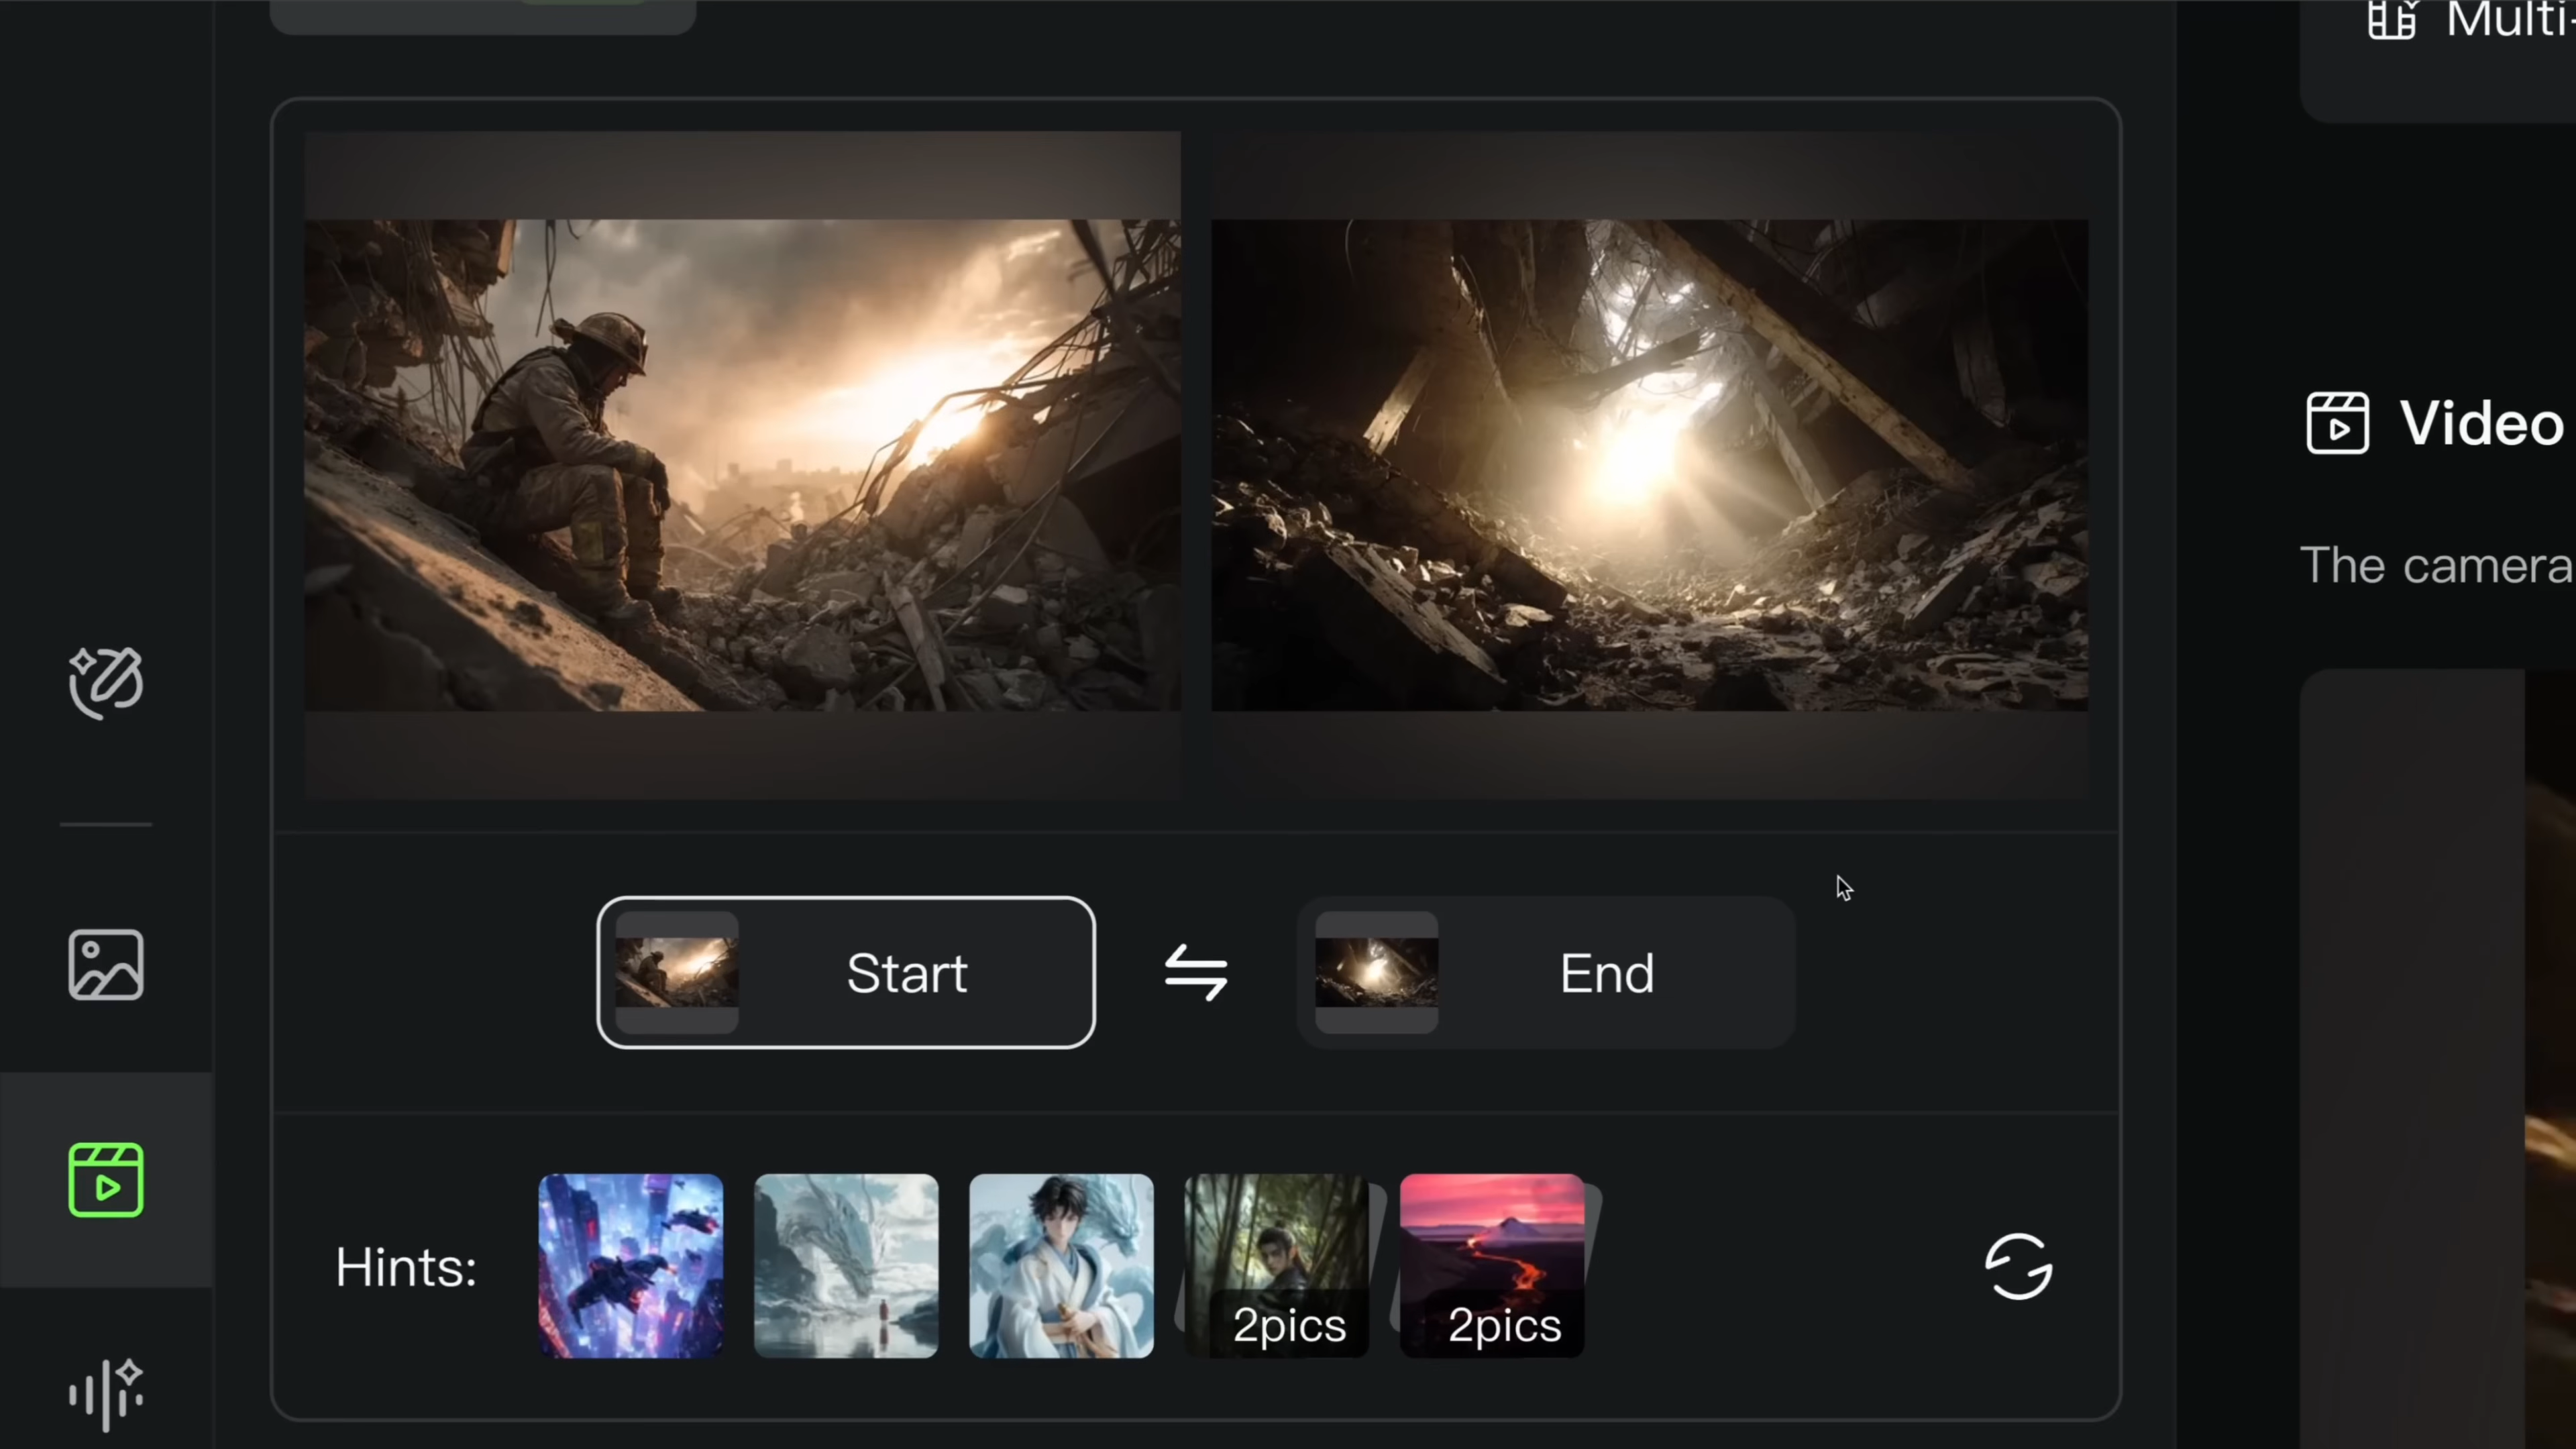 Multi-
Video
The camera
Start
End
Hints:
2pics
2pics